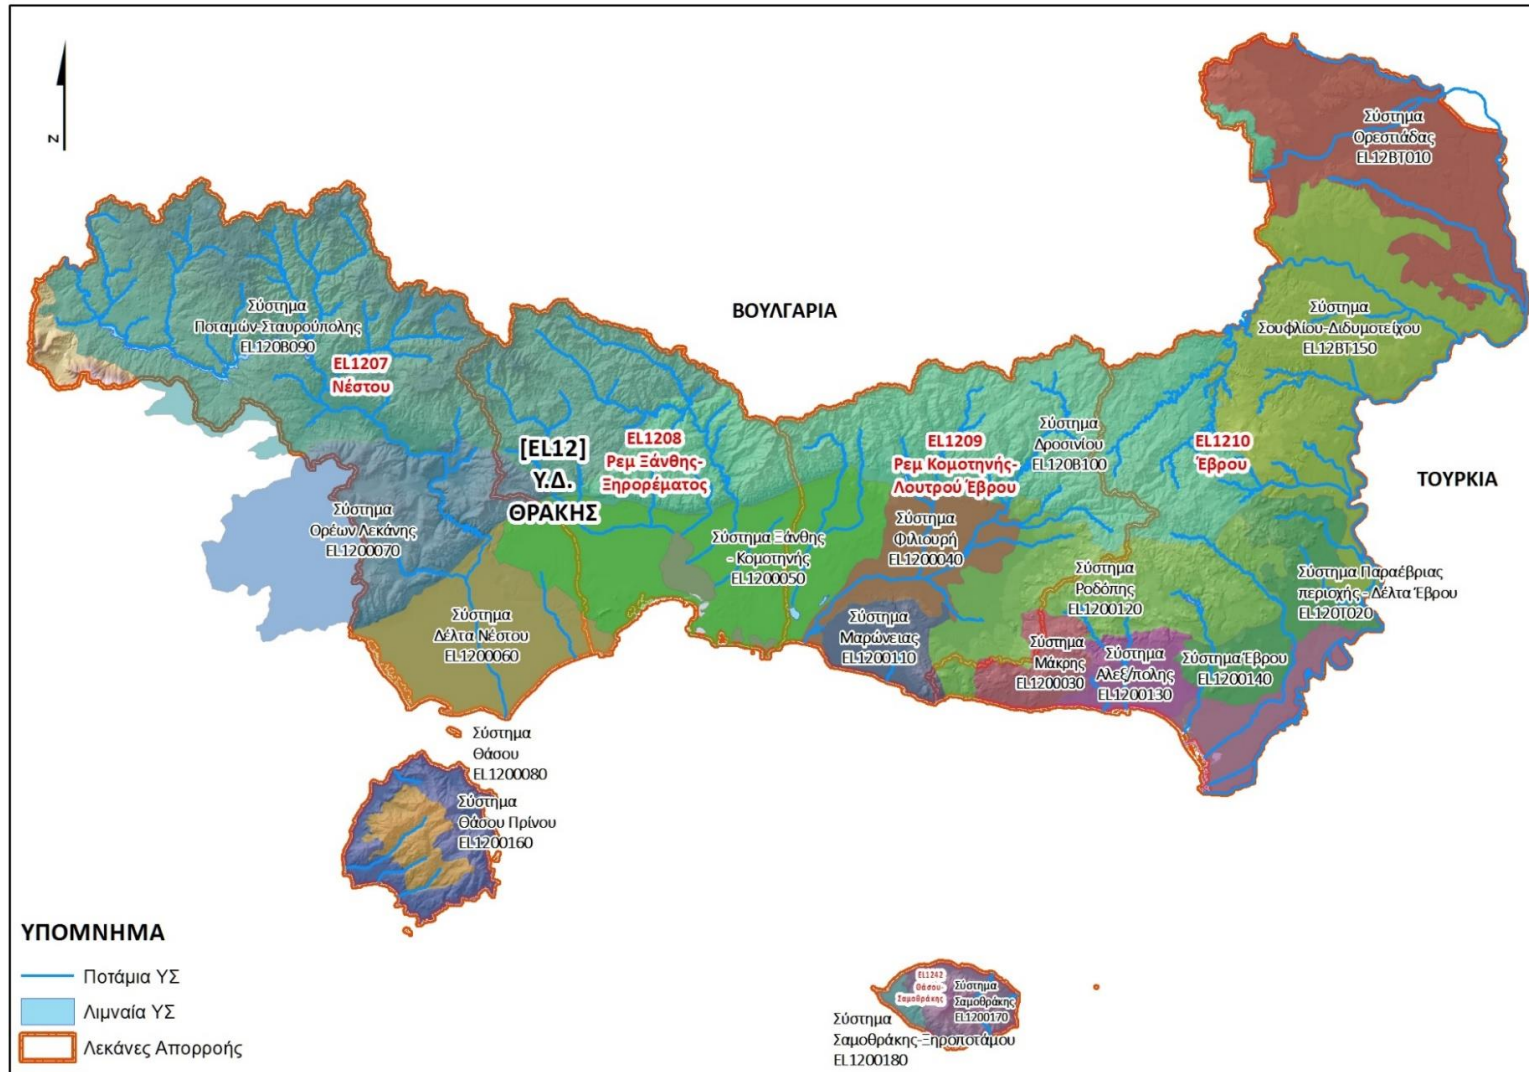 Z
Σύστημα
Ορεστιάδας
EL12BT010
ΒΟΥΛΓΑΡΙΑ
Σύστημα
Ποταμών-Σταυρούπολης
EL120B090
Σύστημα
Σουφλίου-Διδυμοτείχου
EL12BT150
EL1207
Νέστου
[EL12]
Υ.Δ.
ΘΡΑΚΗΣ
EL1208
Ρεμ Ξάνθης-
Ξηρορέματος
EL1209
Ρεμ Κομοτηνής-
Λουτρού Έβρου
Σύστημα
Δροσινίου
EL120B100
EL1210
Έβρου
ΤΟΥΡΚΙΑ
Σύστημα
Ορέων Λεκάνης
EL1200070
Σύστημα Ξάνθης
- Κομοτηνής
EL1200050
Σύστημα
Φιλιουρή
EL1200040
Σύστημα
Ροδόπης
EL1200120
Σύστημα Παραέβριας
περιοχής - Δέλτα Έβρου
EL120T020
Σύστημα
Δέλτα Νέστου
EL1200060
Σύστημα
Μαρώνειας
EL1200110
Σύστημα
Μάκρης
EL1200030
Σύστημα
Αλεξ/πολης
EL1200130
Σύστημα Έβρου
EL1200140
Σύστημα
Θάσου
EL1200080
Σύστημα
Θάσου Πρίνου
EL1200160
ΥΠΟΜΝΗΜΑ
Ποτάμια ΥΣ
Λιμναία ΥΣ
Λεκάνες Απορροής
EL1242
Θάσου-
Σαμοθράκης
Σύστημα
Σαμοθράκης
EL1200170
Σύστημα
Σαμοθράκης-Ξηροποτάμου
EL1200180